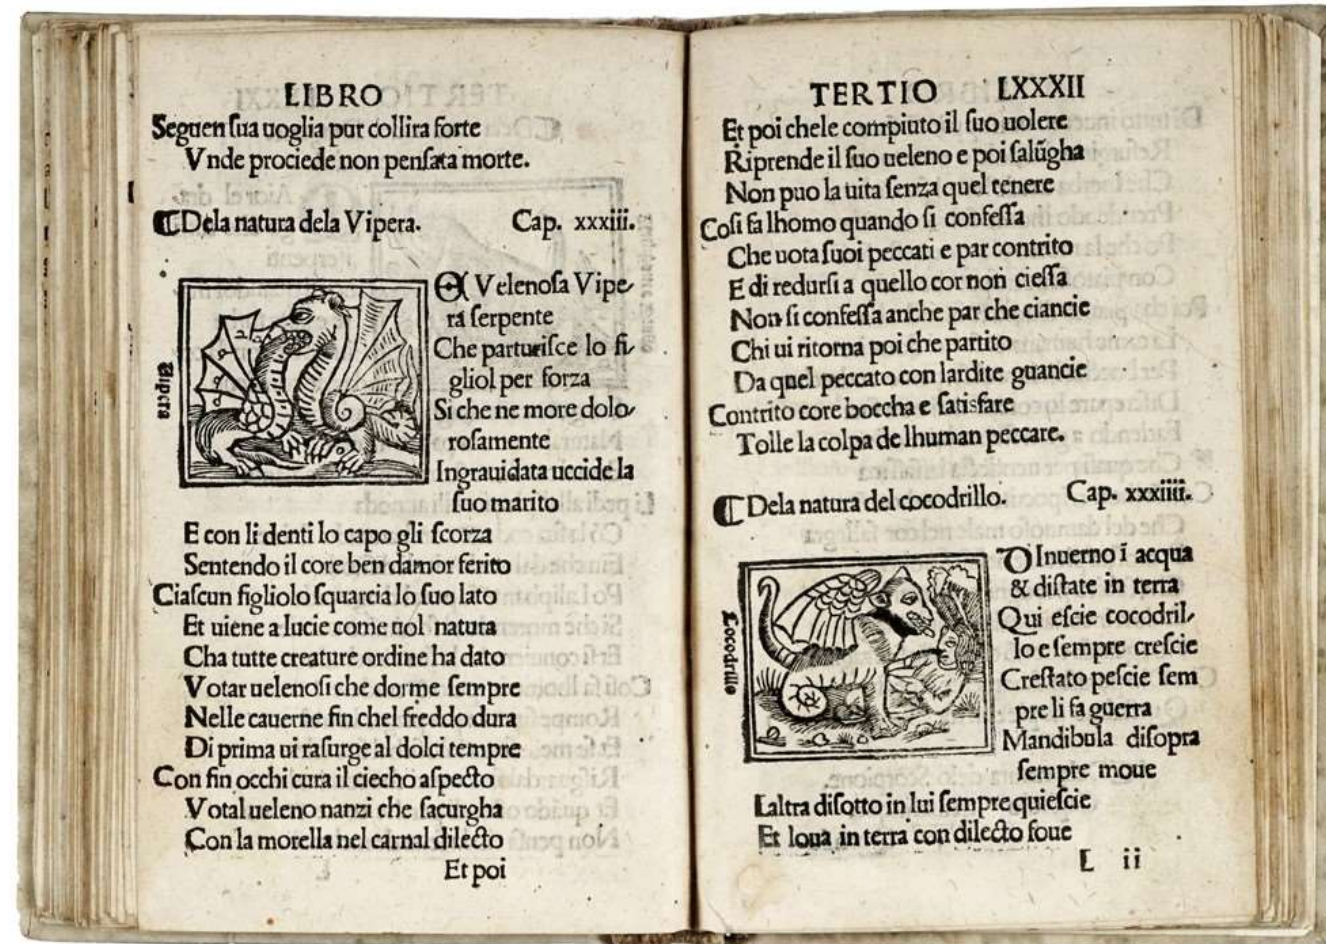 LIBRO
Seguen ſua uoglia pur collira forte
Vnde prociede non penſata morte.
Dela natura dela Vipera. Cap. xxxiii.
Vipera
Velenoſa Vipe-
ra ſerpente
Che parturiſce lo fi-
gliol per forza
Si che ne more dolo-
roſamente
Ingrauidata uccide la
ſuo marito
E con li denti lo capo gli ſcorza
Sentendo il core ben damor ferito
Ciaſcun figliolo ſquarcia lo ſuo lato
Et uiene a lucie come uol natura
Cha tutte creature ordine ha dato
Votar uelenoſi che dorme ſempre
Nelle cauerne fin chel freddo dura
Di prima ui raſurge al dolci tempre
Con fin occhi cura il ciecho aſpecto
Votal ueleno nanzi che ſacurgha
Con la morella nel carnal dilecto
Et poi
TERTIO LXXXII
Et poi chele compiuto il ſuo uolere
Riprende il ſuo ueleno e poi ſalũgha
Non puo la uita ſenza quel tenere
Coſi fa lhomo quando ſi confeſſa
Che uota ſuoi peccati e par contrito
E di redurſi a quello cor non cieſſa
Non ſi confeſſa anche par che ciancie
Chi ui ritorna poi che partito
Da quel peccato con lardite guancie
Contrito core boccha e ſatisfare
Tolle la colpa de lhuman peccare.
Dela natura del cocodrillo. Cap. xxxiiii.
Cocodrillo
DInuerno ĩ acqua
& diſtate in terra
Qui eſcie cocodril-
lo e ſempre creſcie
Creſtato peſcie ſem
pre li fa guerra
Mandibula diſopra
ſempre moue
Laltra diſotto in lui ſempre quieſcie
Et loua in terra con dilecto foue
L ii